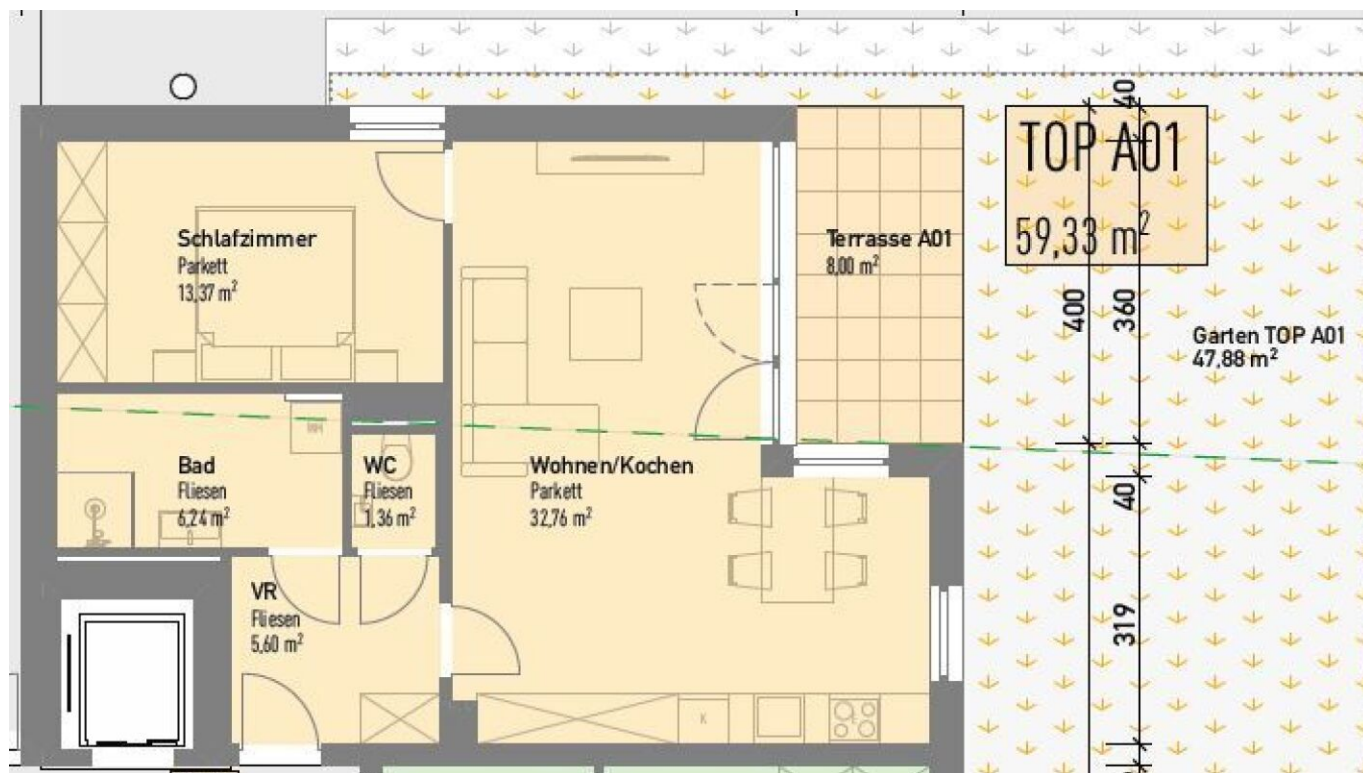 40
TOP A01
59,33 m²
Schlafzimmer
Parkett
13,37 m²
Terrasse A01
8,00 m²
400
360
Garten TOP A01
47,88 m²
Bad
Fliesen
6,24 m²
WC
Fliesen
1,36 m²
Wohnen/Kochen
Parkett
32,76 m²
40
VR
Fliesen
5,60 m²
319
K